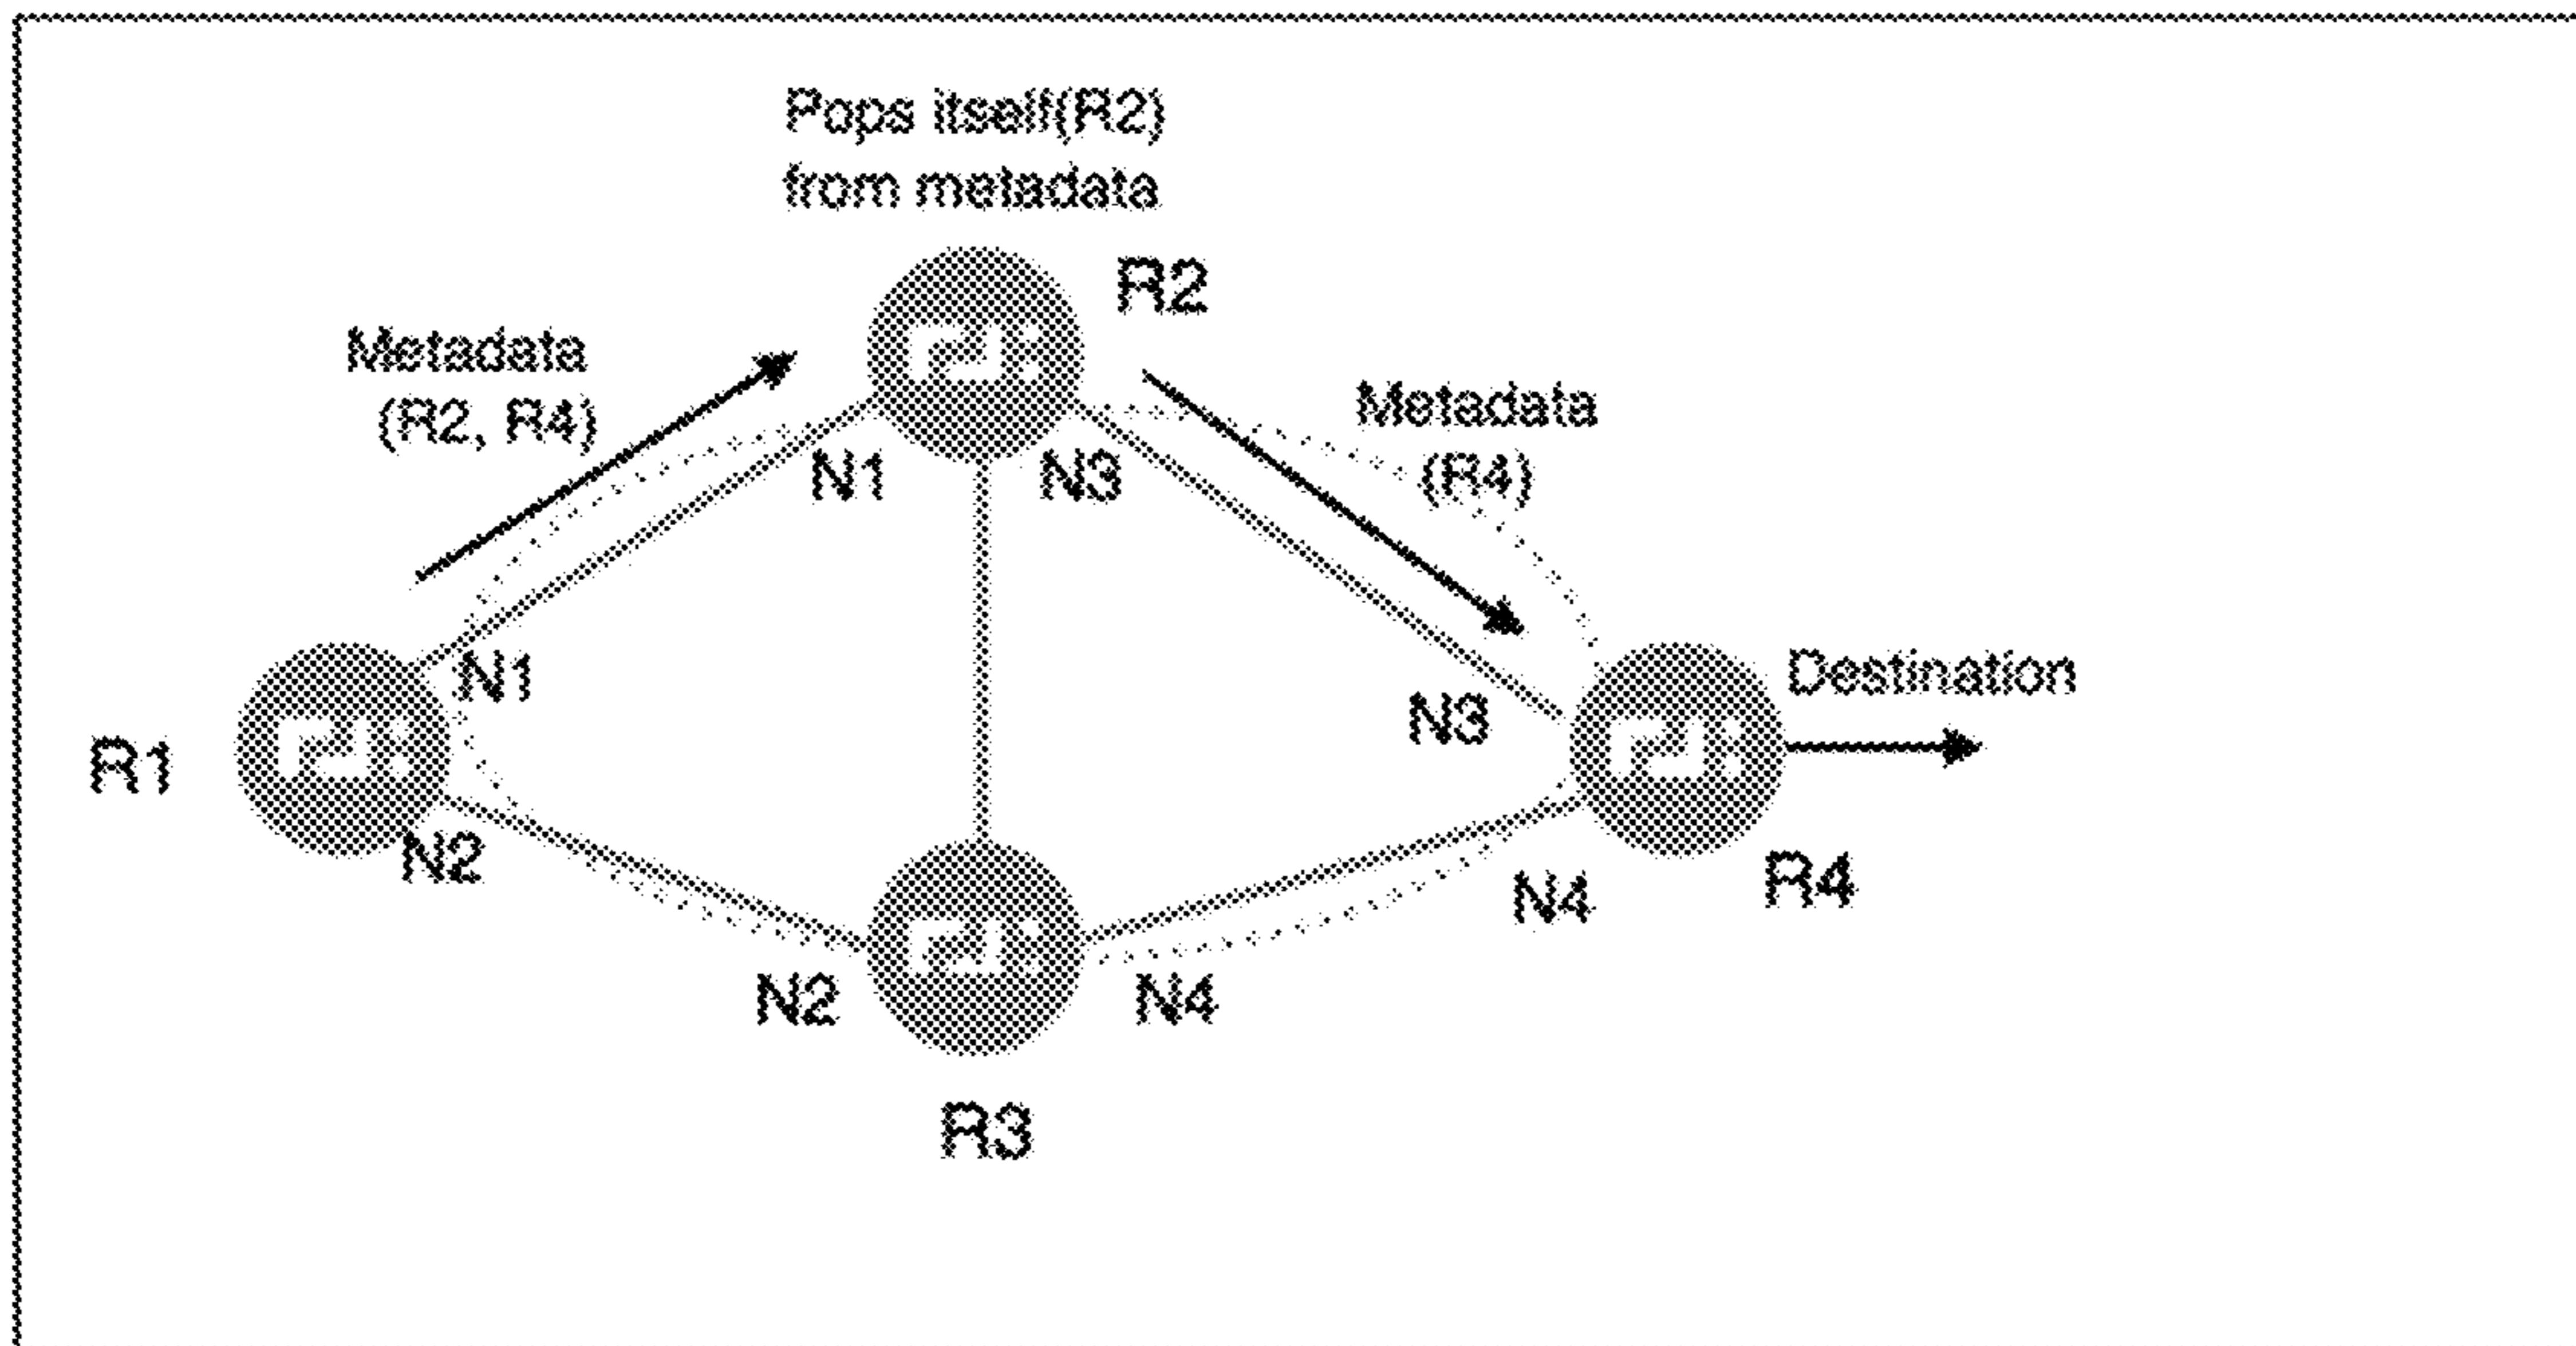 Pops itself(R2)
from metadata
R2
Metadata
(R2, R4)
Metadata
(R4)
N1
N3
N1
Destination
N3
R1
N2
N4
R4
N2
N4
R3